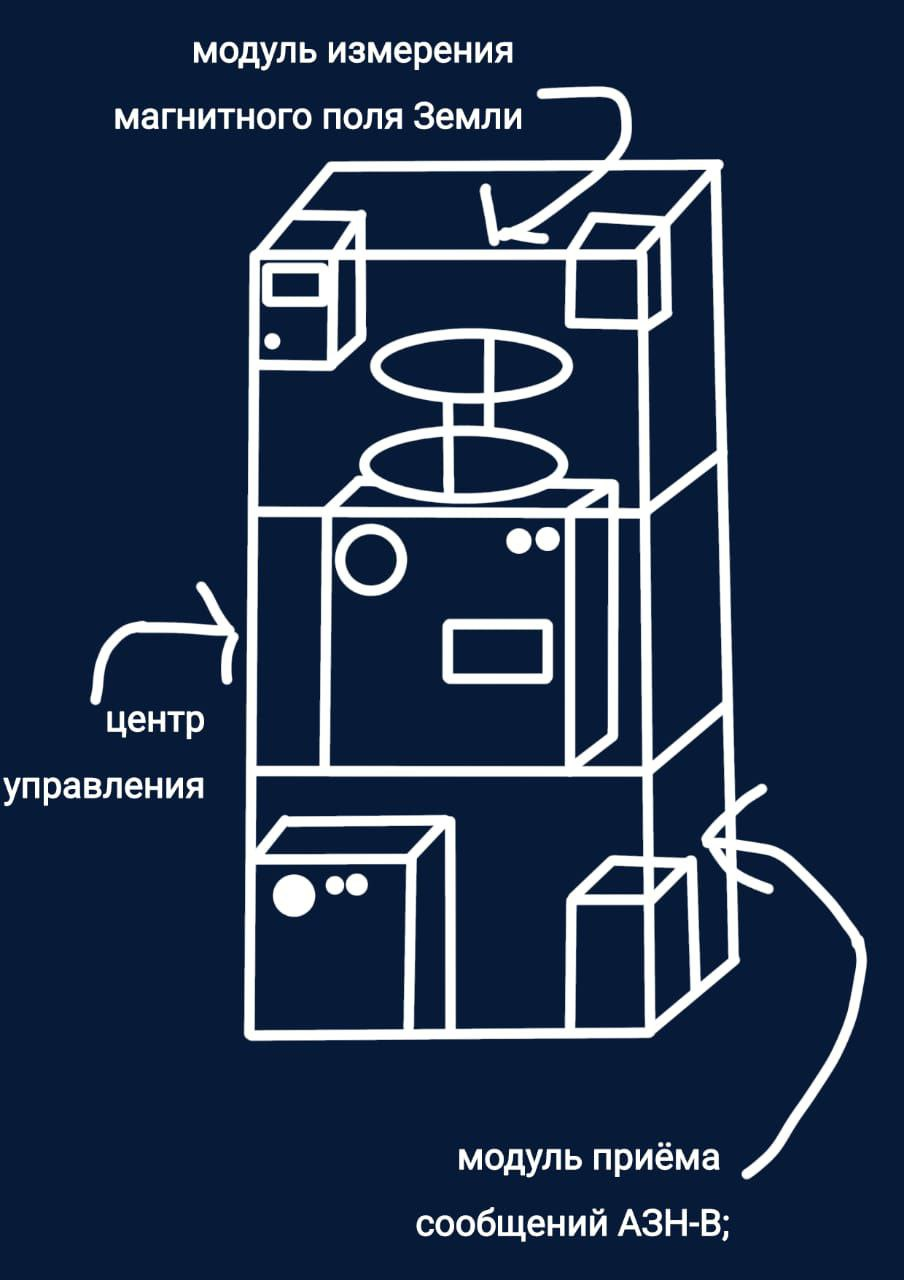 модуль измерения
магнитного поля Земли
центр
управления
модуль приёма
сообщений АЗН-В;